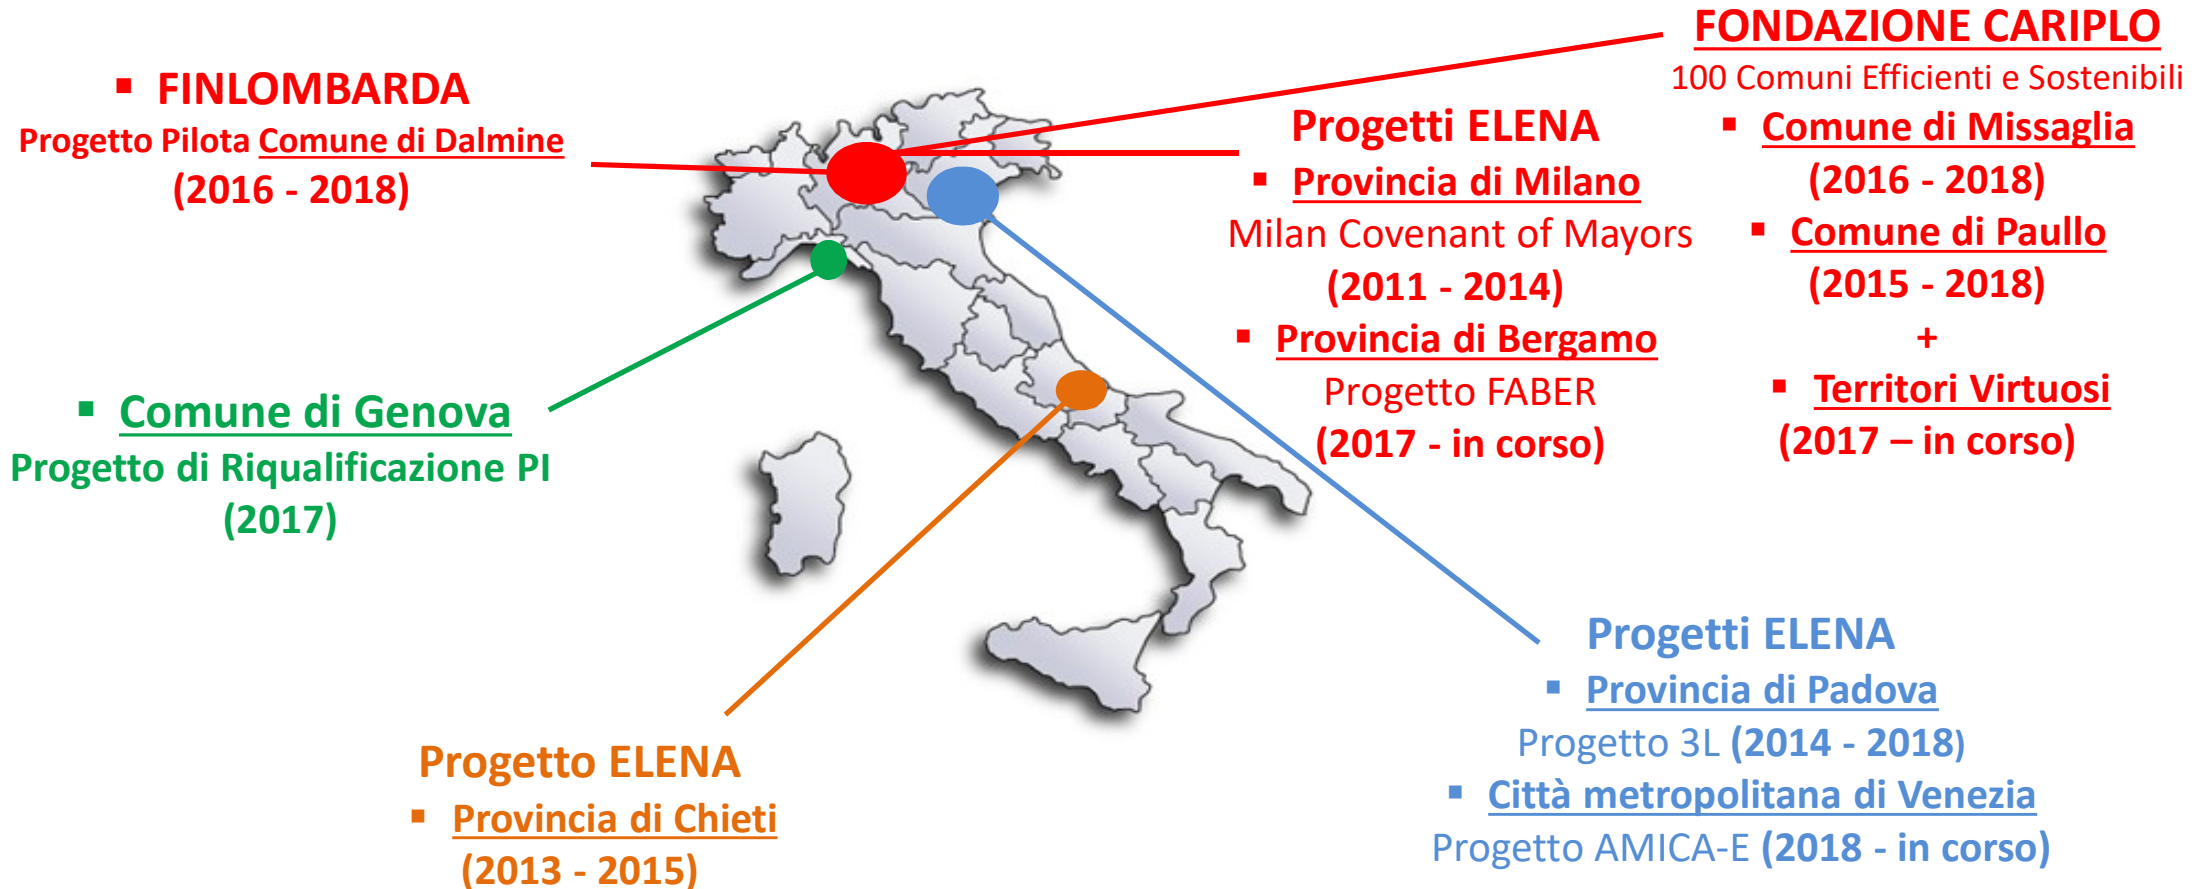 ▪ FINLOMBARDA
Progetto Pilota Comune di Dalmine
(2016 - 2018)
▪ Comune di Genova
Progetto di Riqualificazione PI
(2017)
Progetto ELENA
▪ Provincia di Chieti
(2013 - 2015)
Progetti ELENA
▪ Provincia di Milano
Milan Covenant of Mayors
(2011 - 2014)
▪ Provincia di Bergamo
Progetto FABER
(2017 - in corso)
FONDAZIONE CARIPLO
100 Comuni Efficienti e Sostenibili
▪ Comune di Missaglia
(2016 - 2018)
▪ Comune di Paullo
(2015 - 2018)
+
▪ Territori Virtuosi
(2017 – in corso)
Progetti ELENA
▪ Provincia di Padova
Progetto 3L (2014 - 2018)
▪ Città metropolitana di Venezia
Progetto AMICA-E (2018 - in corso)